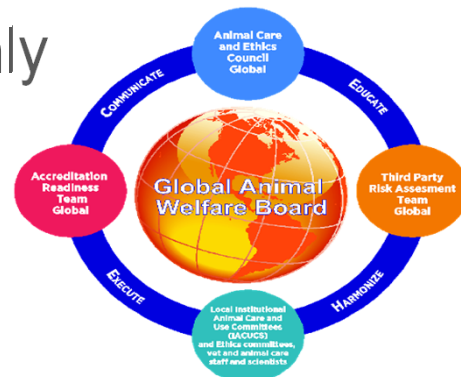 Animal Care
and Ethics
Council
Global
COMMUNICATE
EDUCATE
Accreditation
Readiness
Team
Global
Global Animal
Welfare Board
Third Party
Risk Assesment
Team
Global
EXECUTE
HARMONIZE
Local Institutional
Animal Care and
Use Committees
(IACUCS)
and Ethics committees,
vet and animal care
staff and scientists